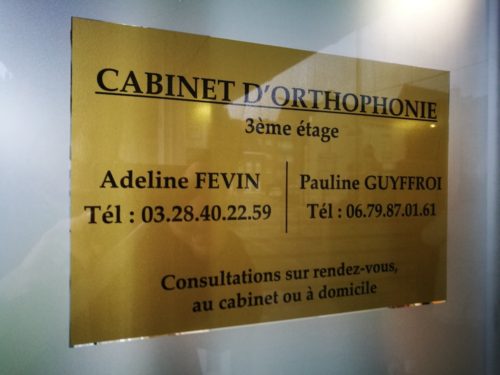 CABINET D'ORTHOPHONIE
3ème étage
Adeline FEVIN
Tél : 03.28.40.22.59
Pauline GUYFFROI
Tél : 06.79.87.01.61
Consultations sur rendez-vous,
au cabinet ou à domicile